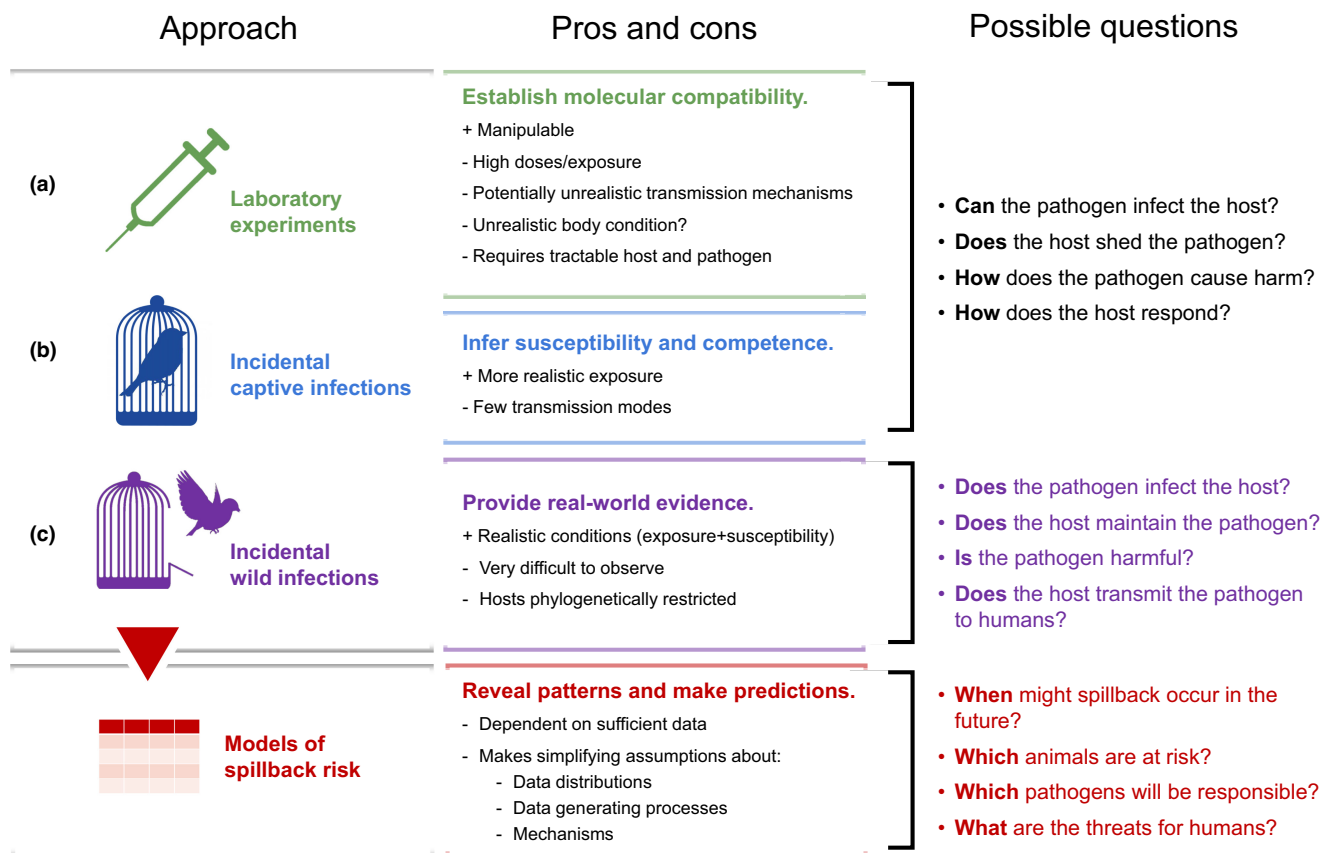 Approach
Pros and cons
Possible questions
(a)
Laboratory
experiments
Establish molecular compatibility.
+ Manipulable
- High doses/exposure
- Potentially unrealistic transmission mechanisms
- Unrealistic body condition?
- Requires tractable host and pathogen
• Can the pathogen infect the host?
• Does the host shed the pathogen?
• How does the pathogen cause harm?
• How does the host respond?
(b)
Incidental
captive infections
Infer susceptibility and competence.
+ More realistic exposure
- Few transmission modes
(c)
Incidental
wild infections
Provide real-world evidence.
+ Realistic conditions (exposure+susceptibility)
- Very difficult to observe
- Hosts phylogenetically restricted
• Does the pathogen infect the host?
• Does the host maintain the pathogen?
• Is the pathogen harmful?
• Does the host transmit the pathogen
to humans?
Models of
spillback risk
Reveal patterns and make predictions.
- Dependent on sufficient data
- Makes simplifying assumptions about:
- Data distributions
- Data generating processes
- Mechanisms
• When might spillback occur in the
future?
• Which animals are at risk?
• Which pathogens will be responsible?
• What are the threats for humans?